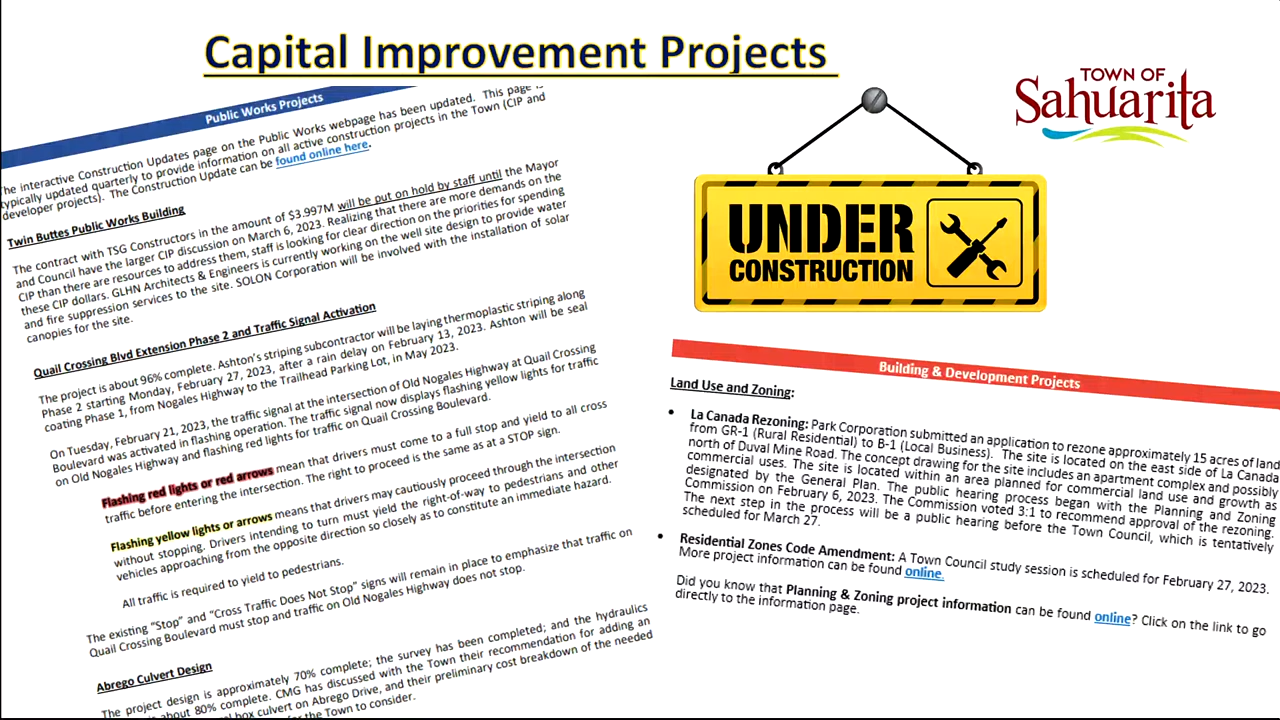 Capital Improvement Projects
TOWN OF
Sahuarita
Public Works Projects
The interactive Construction Updates page on the Public Works webpage has been updated. This page is
typically updated quarterly to provide information on all active construction projects in the Town (CIP and
developer projects). The Construction Update can be found online here.
Twin Buttes Public Works Building
The contract with TSG Constructors in the amount of $3.997M will be put on hold by staff until the Mayor
and Council have the larger CIP discussion on March 6, 2023. Realizing that there are more demands on the
CIP than there are resources to address them, staff is looking for clear direction on the priorities for spending
these CIP dollars. GLHN Architects & Engineers is currently working on the well site design to provide water
and fire suppression services to the site. SOLON Corporation will be involved with the installation of solar
canopies for the site.
Quail Crossing Blvd Extension Phase 2 and Traffic Signal Activation
The project is about 96% complete. Ashton's striping subcontractor will be laying thermoplastic striping along
Phase 2 starting Monday, February 27, 2023, after a rain delay on February 13, 2023. Ashton will be seal
coating Phase 1, from Nogales Highway to the Trailhead Parking Lot, in May 2023.
On Tuesday, February 21, 2023, the traffic signal at the intersection of Old Nogales Highway at Quail Crossing
Boulevard was activated in flashing operation. The traffic signal now displays flashing yellow lights for traffic
on Old Nogales Highway and flashing red lights for traffic on Quail Crossing Boulevard.
Flashing red lights or red arrows mean that drivers must come to a full stop and yield to all cross
traffic before entering the intersection. The right to proceed is the same as at a STOP sign.
Flashing yellow lights or arrows means that drivers may cautiously proceed through the intersection
without stopping. Drivers intending to turn must yield the right-of-way to pedestrians and other
vehicles approaching from the opposite direction so closely as to constitute an immediate hazard.
All traffic is required to yield to pedestrians.
The existing "Stop" and "Cross Traffic Does Not Stop" signs will remain in place to emphasize that traffic on
Quail Crossing Boulevard must stop and traffic on Old Nogales Highway does not stop.
Abrego Culvert Design
The project design is approximately 70% complete; the survey has been completed; and the hydraulics
about 80% complete. CMG has discussed with the Town their recommendation for adding an
box culvert on Abrego Drive, and their preliminary cost breakdown of the needed
for the Town to consider.
UNDER
CONSTRUCTION
Building & Development Projects
Land Use and Zoning:
• La Canada Rezoning: Park Corporation submitted an application to rezone approximately 15 acres of land
from GR-1 (Rural Residential) to B-1 (Local Business). The site is located on the east side of La Canada
north of Duval Mine Road. The concept drawing for the site includes an apartment complex and possibly
commercial uses. The site is located within an area planned for commercial land use and growth as
designated by the General Plan. The public hearing process began with the Planning and Zoning
Commission on February 6, 2023. The Commission voted 3:1 to recommend approval of the rezoning.
The next step in the process will be a public hearing before the Town Council, which is tentatively
scheduled for March 27.
• Residential Zones Code Amendment: A Town Council study session is scheduled for February 27, 2023.
More project information can be found online.
Did you know that Planning & Zoning project information can be found online? Click on the link to go
directly to the information page.